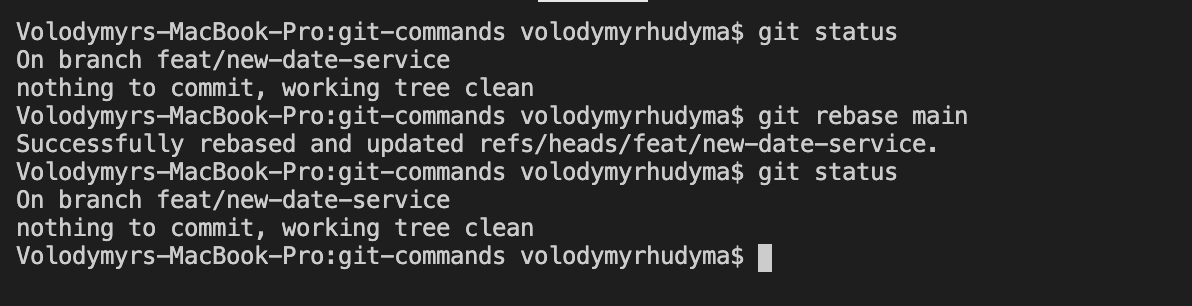 Volodymyrs-MacBook-Pro:git-commands volodymyrhudyma$ git status
On branch feat/new-date-service
nothing to commit, working tree clean
Volodymyrs-MacBook-Pro:git-commands volodymyrhudyma$ git rebase main
Successfully rebased and updated refs/heads/feat/new-date-service.
Volodymyrs-MacBook-Pro:git-commands volodymyrhudyma$ git status
On branch feat/new-date-service
nothing to commit, working tree clean
Volodymyrs-MacBook-Pro:git-commands volodymyrhudyma$